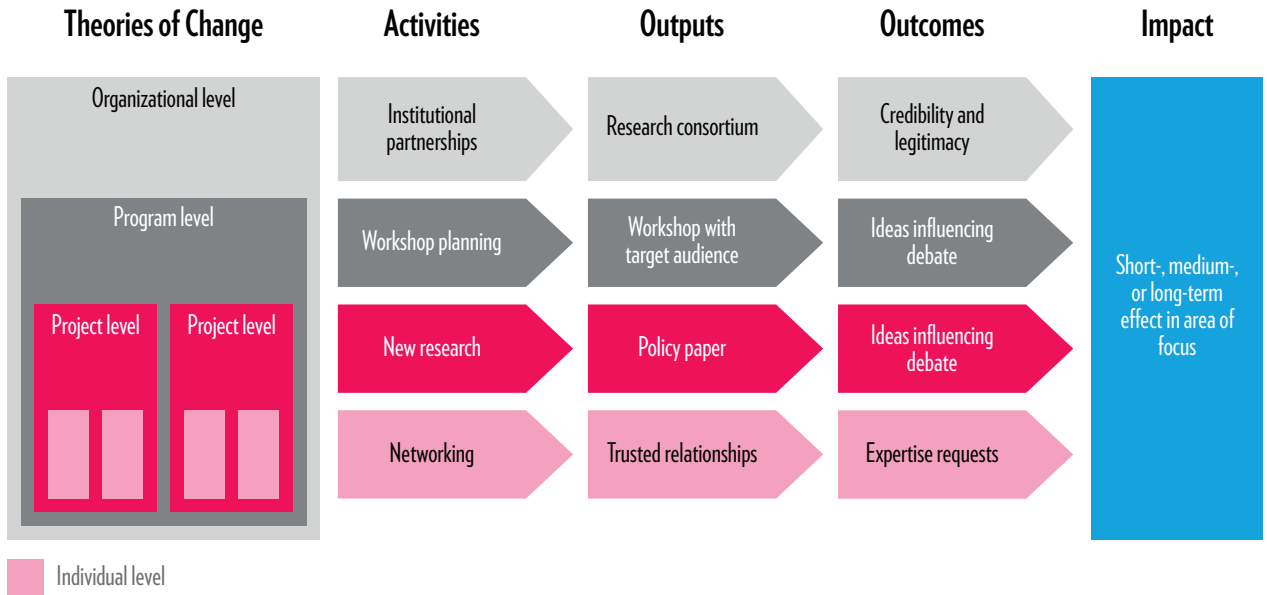 Theories of Change
Activities
Outputs
Outcomes
Impact
Organizational level
Institutional
partnerships
Research consortium
Credibility and
legitimacy
Program level
Workshop planning
Workshop with
target audience
Ideas influencing
debate
Short-, medium-,
or long-term
effect in area of
focus
Project level
Project level
New research
Policy paper
Ideas influencing
debate
Networking
Trusted relationships
Expertise requests
Individual level